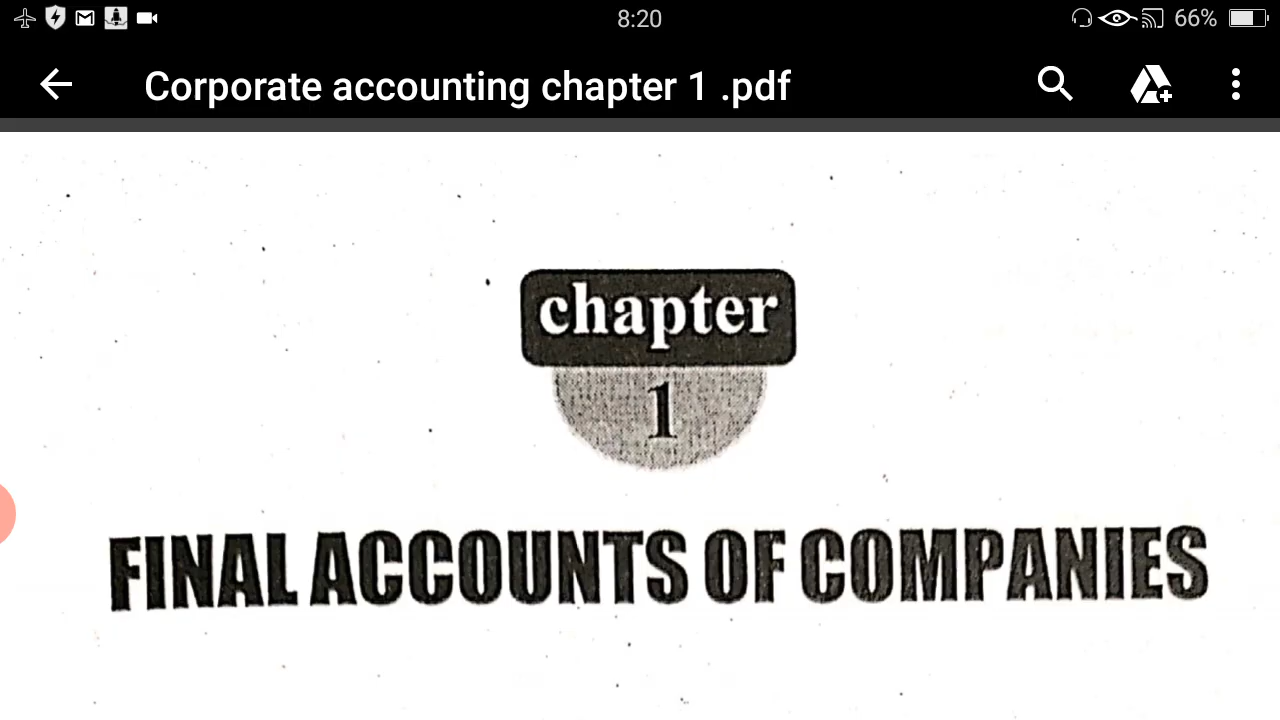 8:20
66%
Corporate accounting chapter 1 .pdf
chapter
1
FINAL ACCOUNTS OF COMPANIES